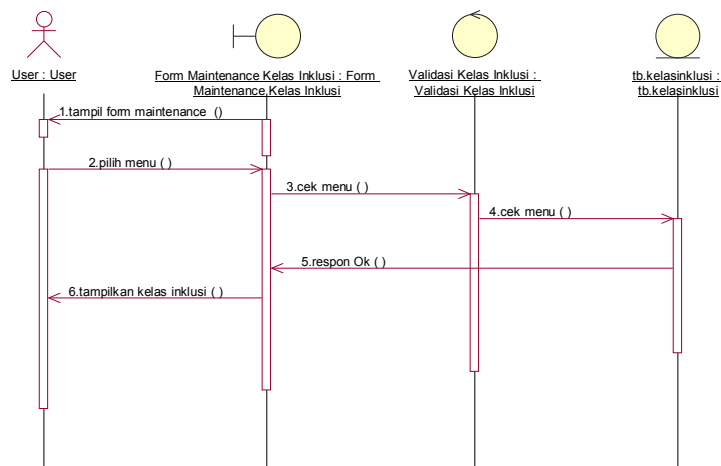 User : User
Form Maintenance Kelas Inklusi : Form
Maintenance Kelas Inklusi
Validasi Kelas Inklusi :
Validasi Kelas Inklusi
tb.kelasinklusi :
tb.kelasinklusi
1.tampil form maintenance ()
2.pilih menu ( )
3.cek menu ( )
4.cek menu ( )
5.respon Ok ( )
6.tampilkan kelas inklusi ( )